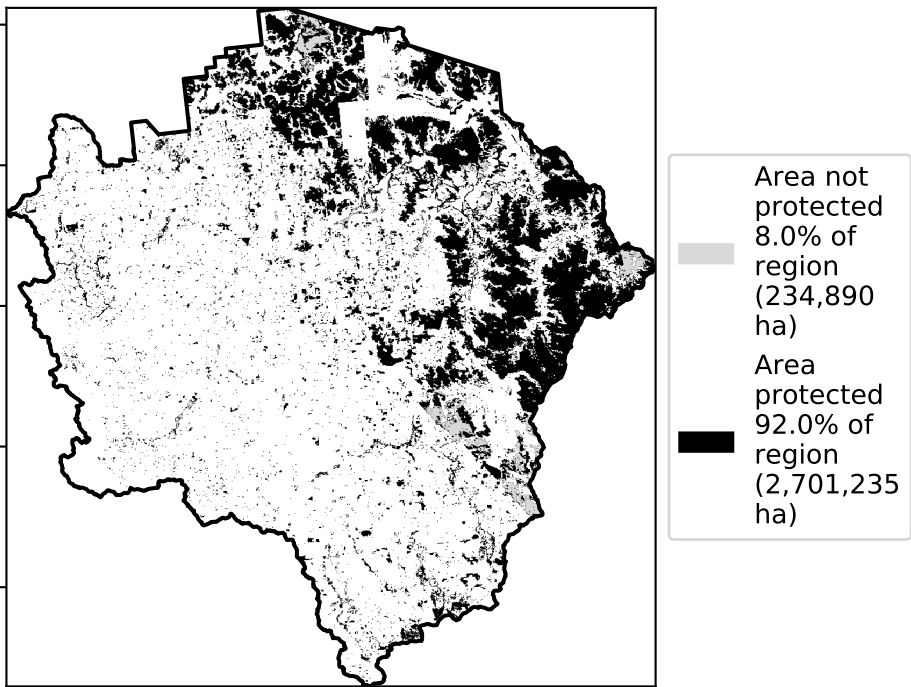 Area not
protected
8.0% of
region
(234,890
ha)
Area
protected
92.0% of
region
(2,701,235
ha)